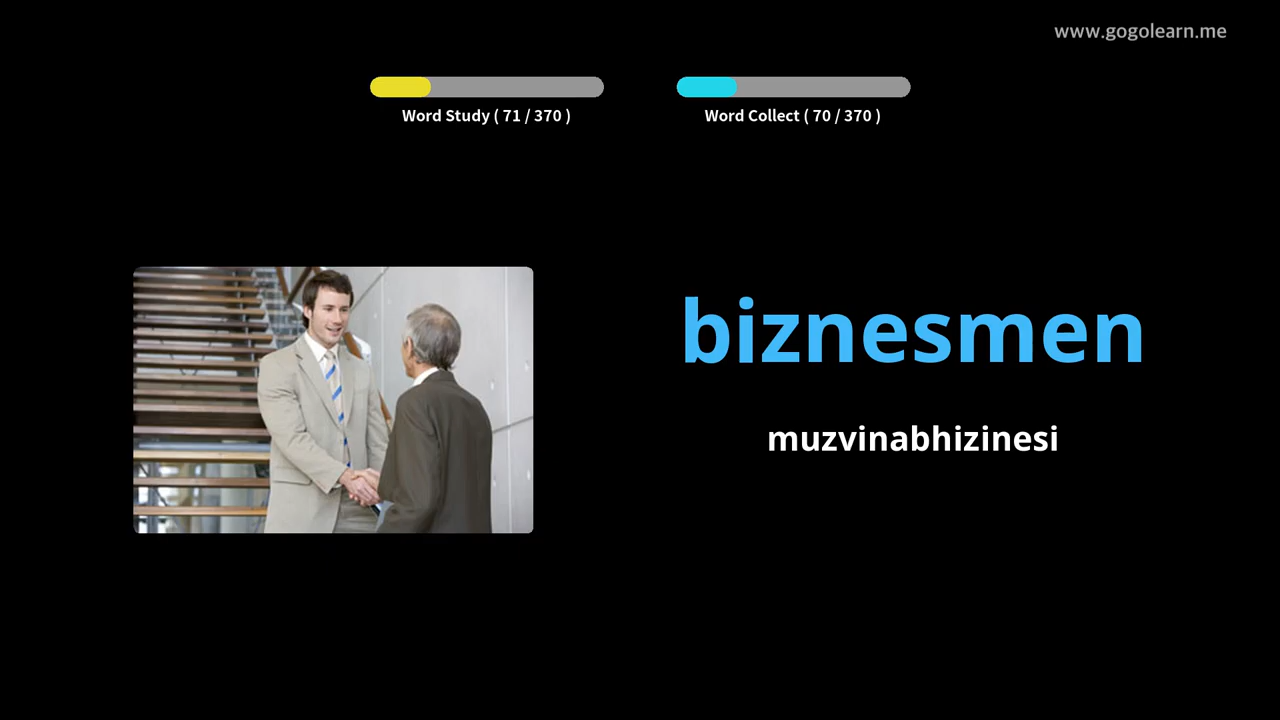 www.gogolearn.me
Word Study ( 71 / 370 )
Word Collect ( 70 / 370 )
biznesmen
muzvinabhizinesi